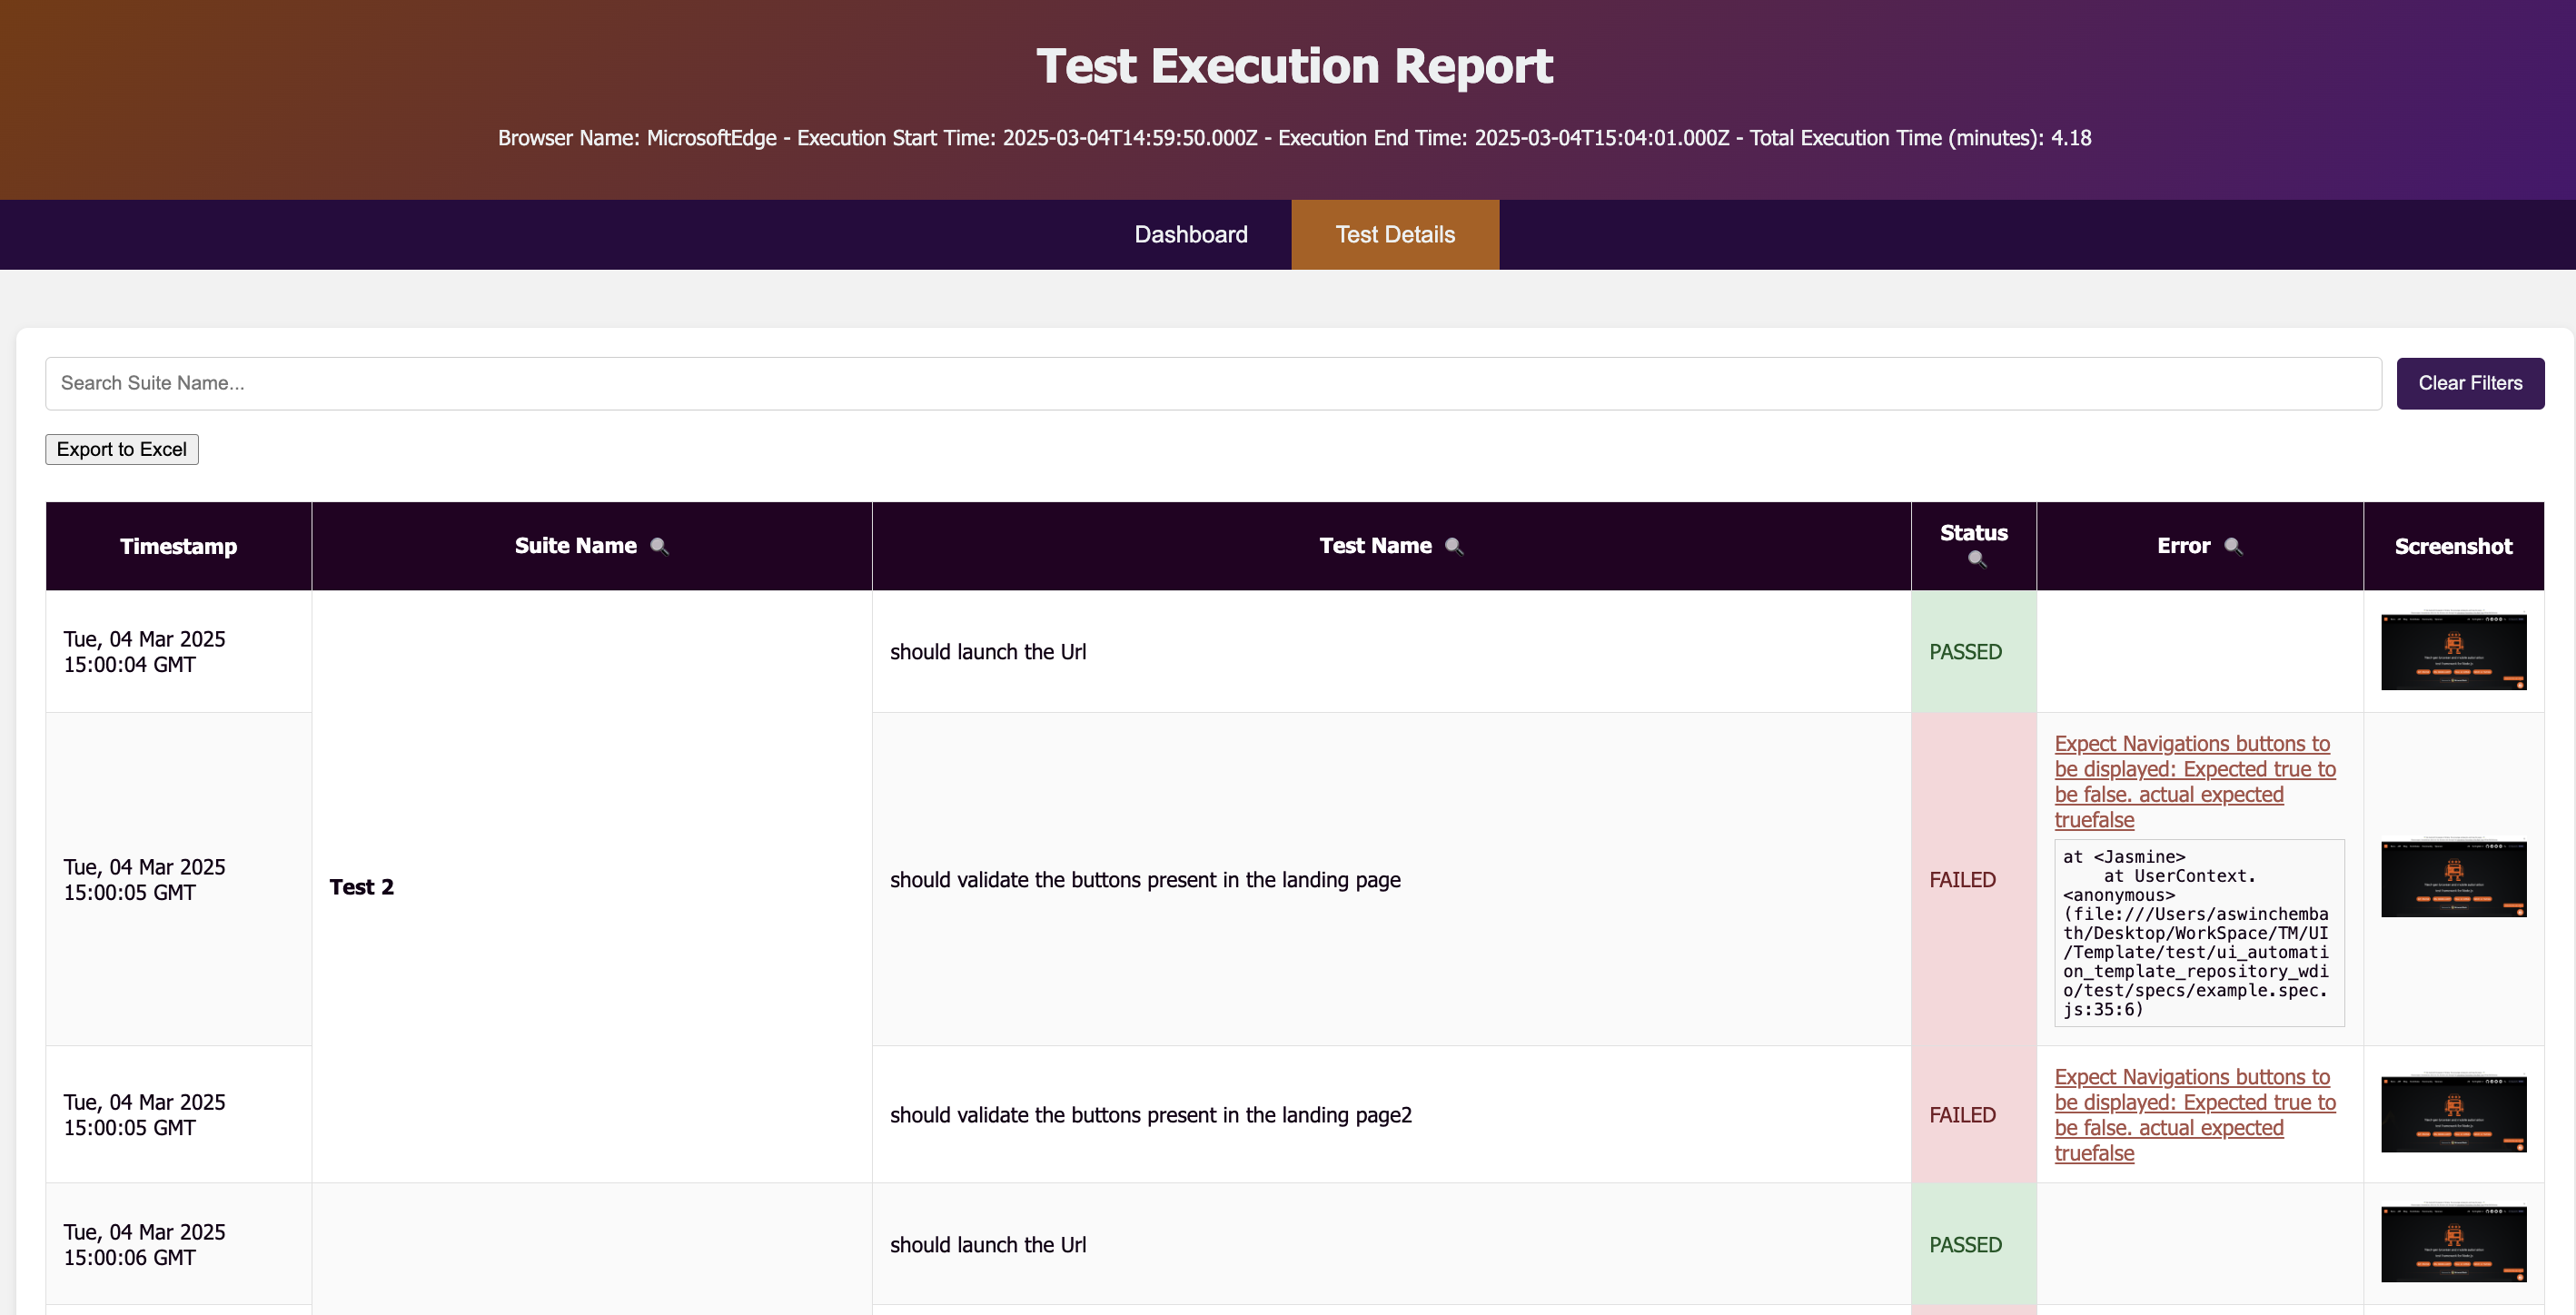 Test Execution Report
Browser Name: MicrosoftEdge - Execution Start Time: 2025-03-04T14:59:50.000Z - Execution End Time: 2025-03-04T15:04:01.000Z - Total Execution Time (minutes): 4.18
Dashboard
Test Details
Search Suite Name...
Clear Filters
Export to Excel
Timestamp
Suite Name
Test Name
Status
Error
Screenshot
Tue, 04 Mar 2025
15:00:04 GMT
Test 2
should launch the Url
PASSED
Tue, 04 Mar 2025
15:00:05 GMT
should validate the buttons present in the landing page
FAILED
Expect Navigations buttons to
be displayed: Expected true to
be false. actual expected
truefalse
at <Jasmine>
at UserContext.
<anonymous>
(file:///Users/aswinchemba
th/Desktop/WorkSpace/TM/UI
/Template/test/ui_automati
on_template_repository_wdi
o/test/specs/example.spec.
js:35:6)
Tue, 04 Mar 2025
15:00:05 GMT
should validate the buttons present in the landing page2
FAILED
Expect Navigations buttons to
be displayed: Expected true to
be false. actual expected
truefalse
Tue, 04 Mar 2025
15:00:06 GMT
should launch the Url
PASSED